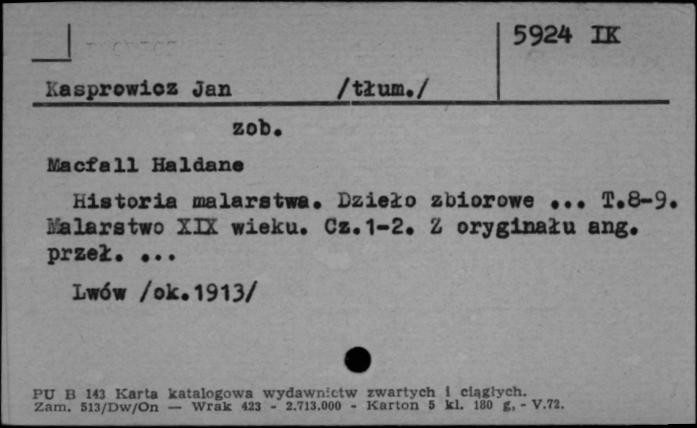 5924 IK
Kasprowicz Jan /tłum./
zob.
Macfall Haldane
Historia malarstwa. Dzieło zbiorowe ... T.8-9.
Malarstwo XIX wieku. Cz.1-2. Z oryginału ang.
przeł. ...
Lwów /ok.1913/
PU B 143 Karta katalogowa wydawnictw zwartych i ciągłych.
Zam. 513/Dw/On — Wrak 423 - 2.713.000 - Karton 5 kl. 180 g, - V.72.